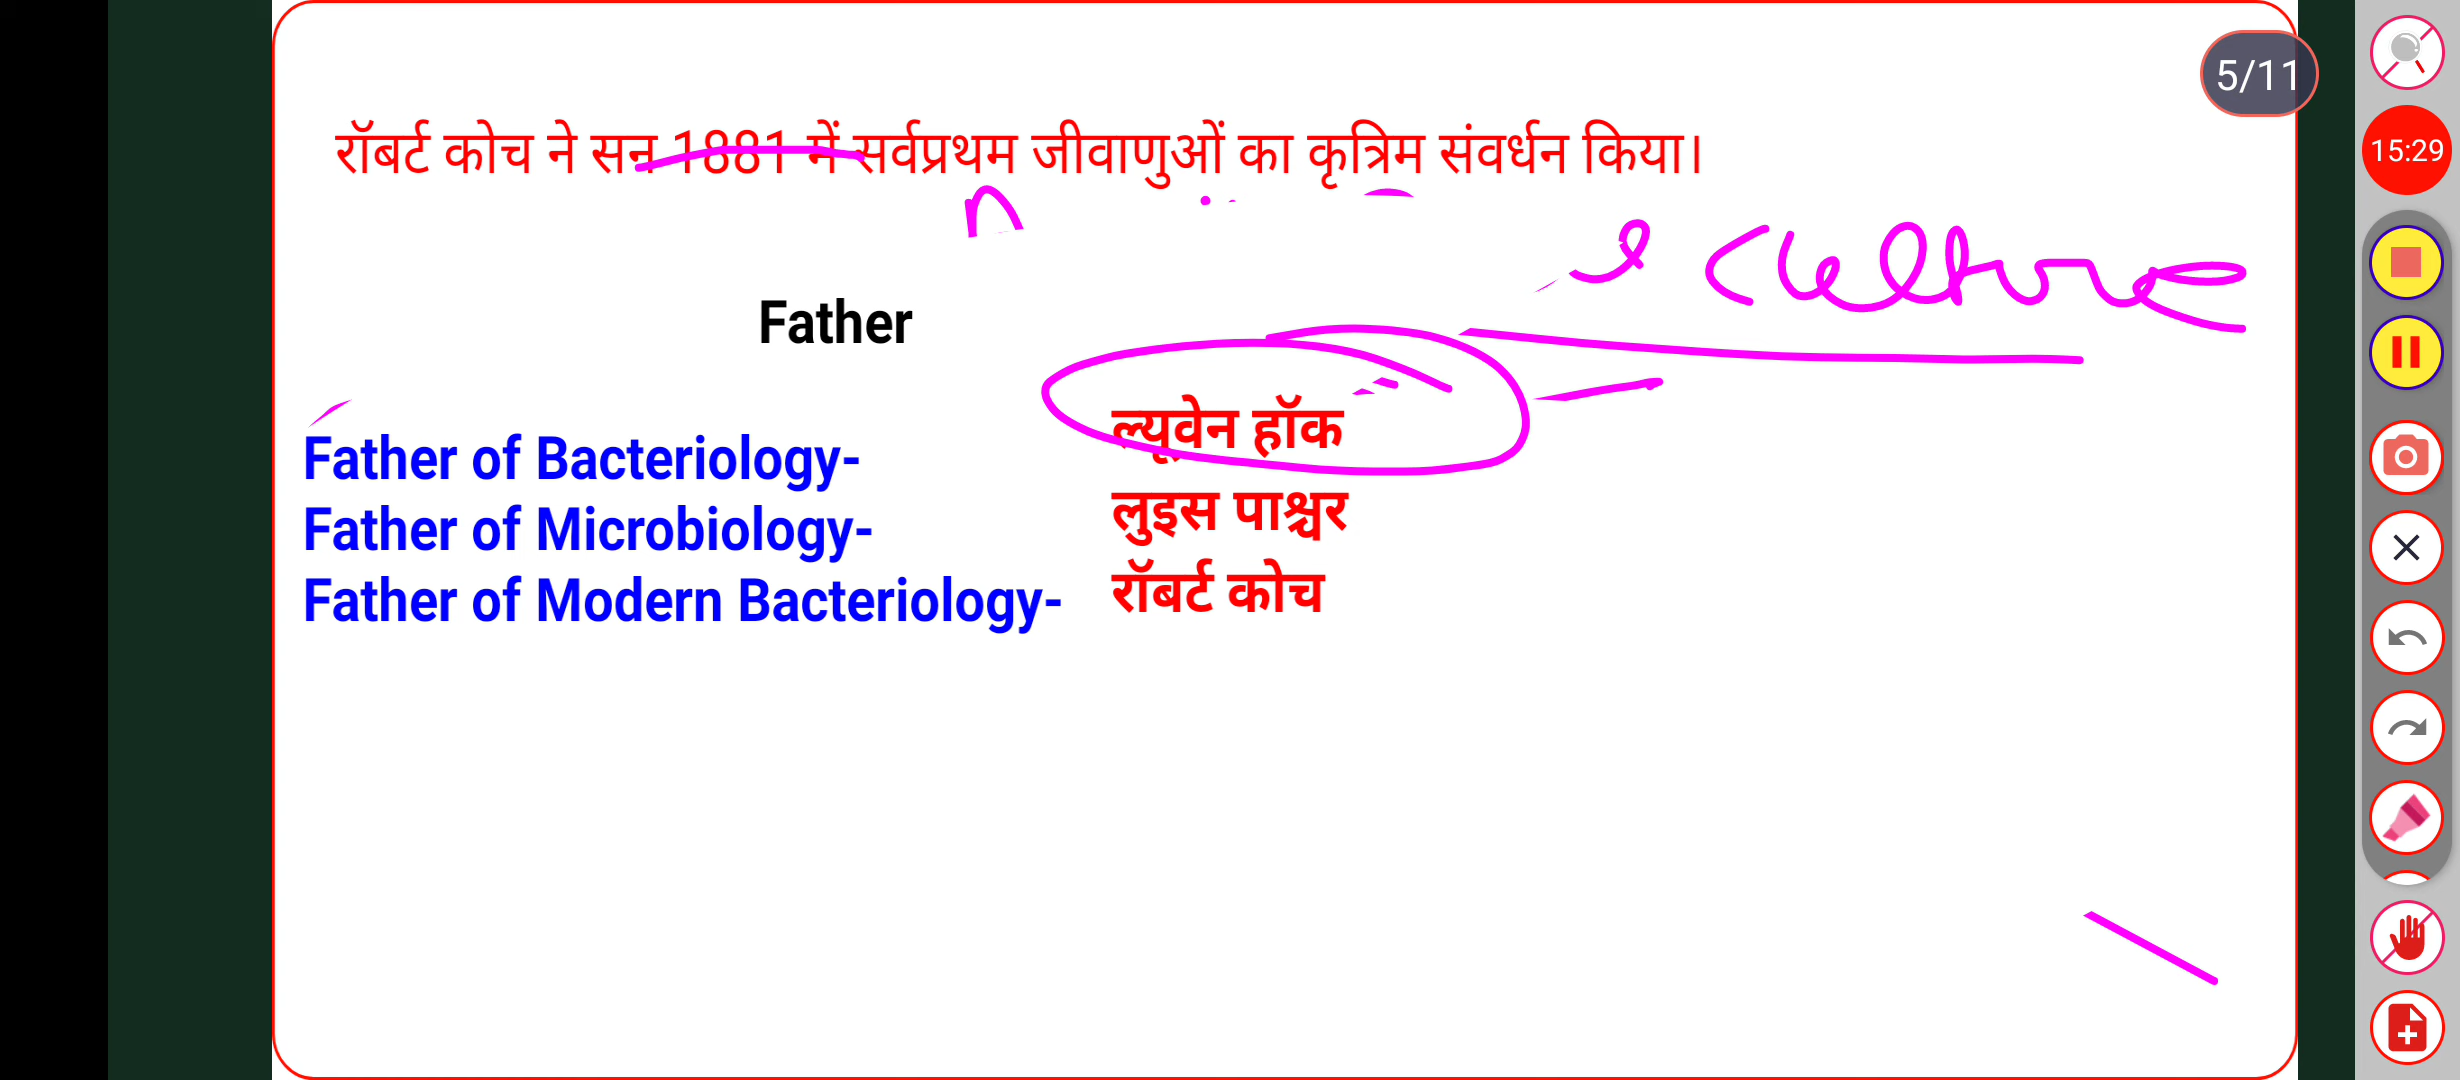 5/11
15:29
रॉबर्ट कोच ने सन 1881 में सर्वप्रथम जीवाणुओं का कृत्रिम संवर्धन किया।
Culture
Father
Father of Bacteriology- ल्यूवेन हॉक
Father of Microbiology- लुइस पाश्चर
Father of Modern Bacteriology- रॉबर्ट कोच